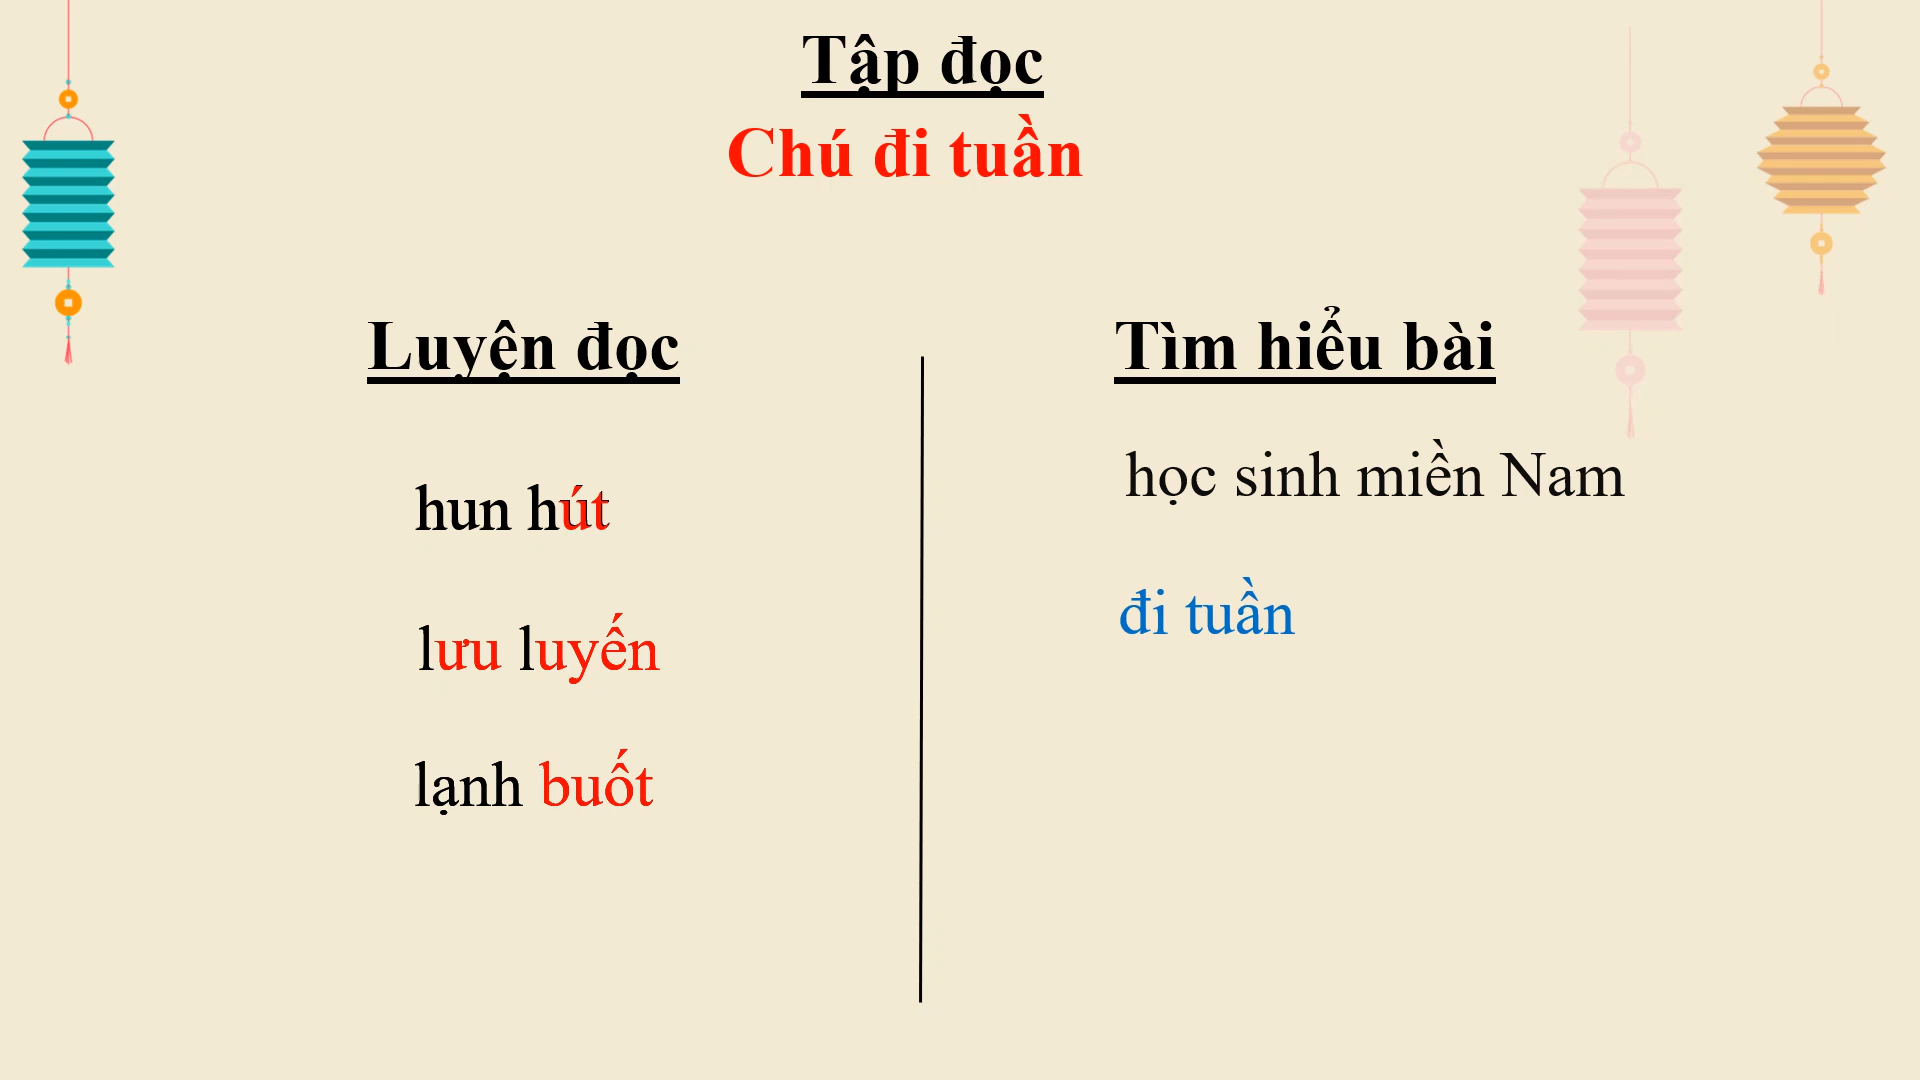 Tập đọc
Chú đi tuần
Luyện đọc
hun hút
lưu luyến
lạnh buốt
Tìm hiểu bài
học sinh miền Nam
đi tuần